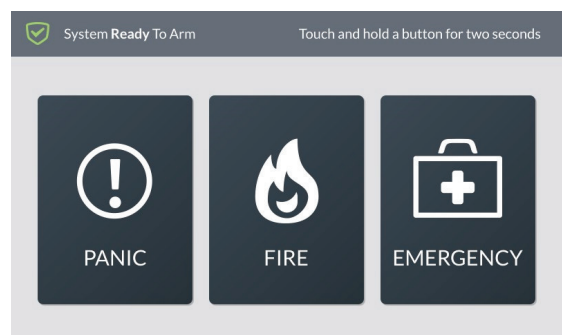 System Ready To Arm
Touch and hold a button for two seconds
PANIC
FIRE
EMERGENCY